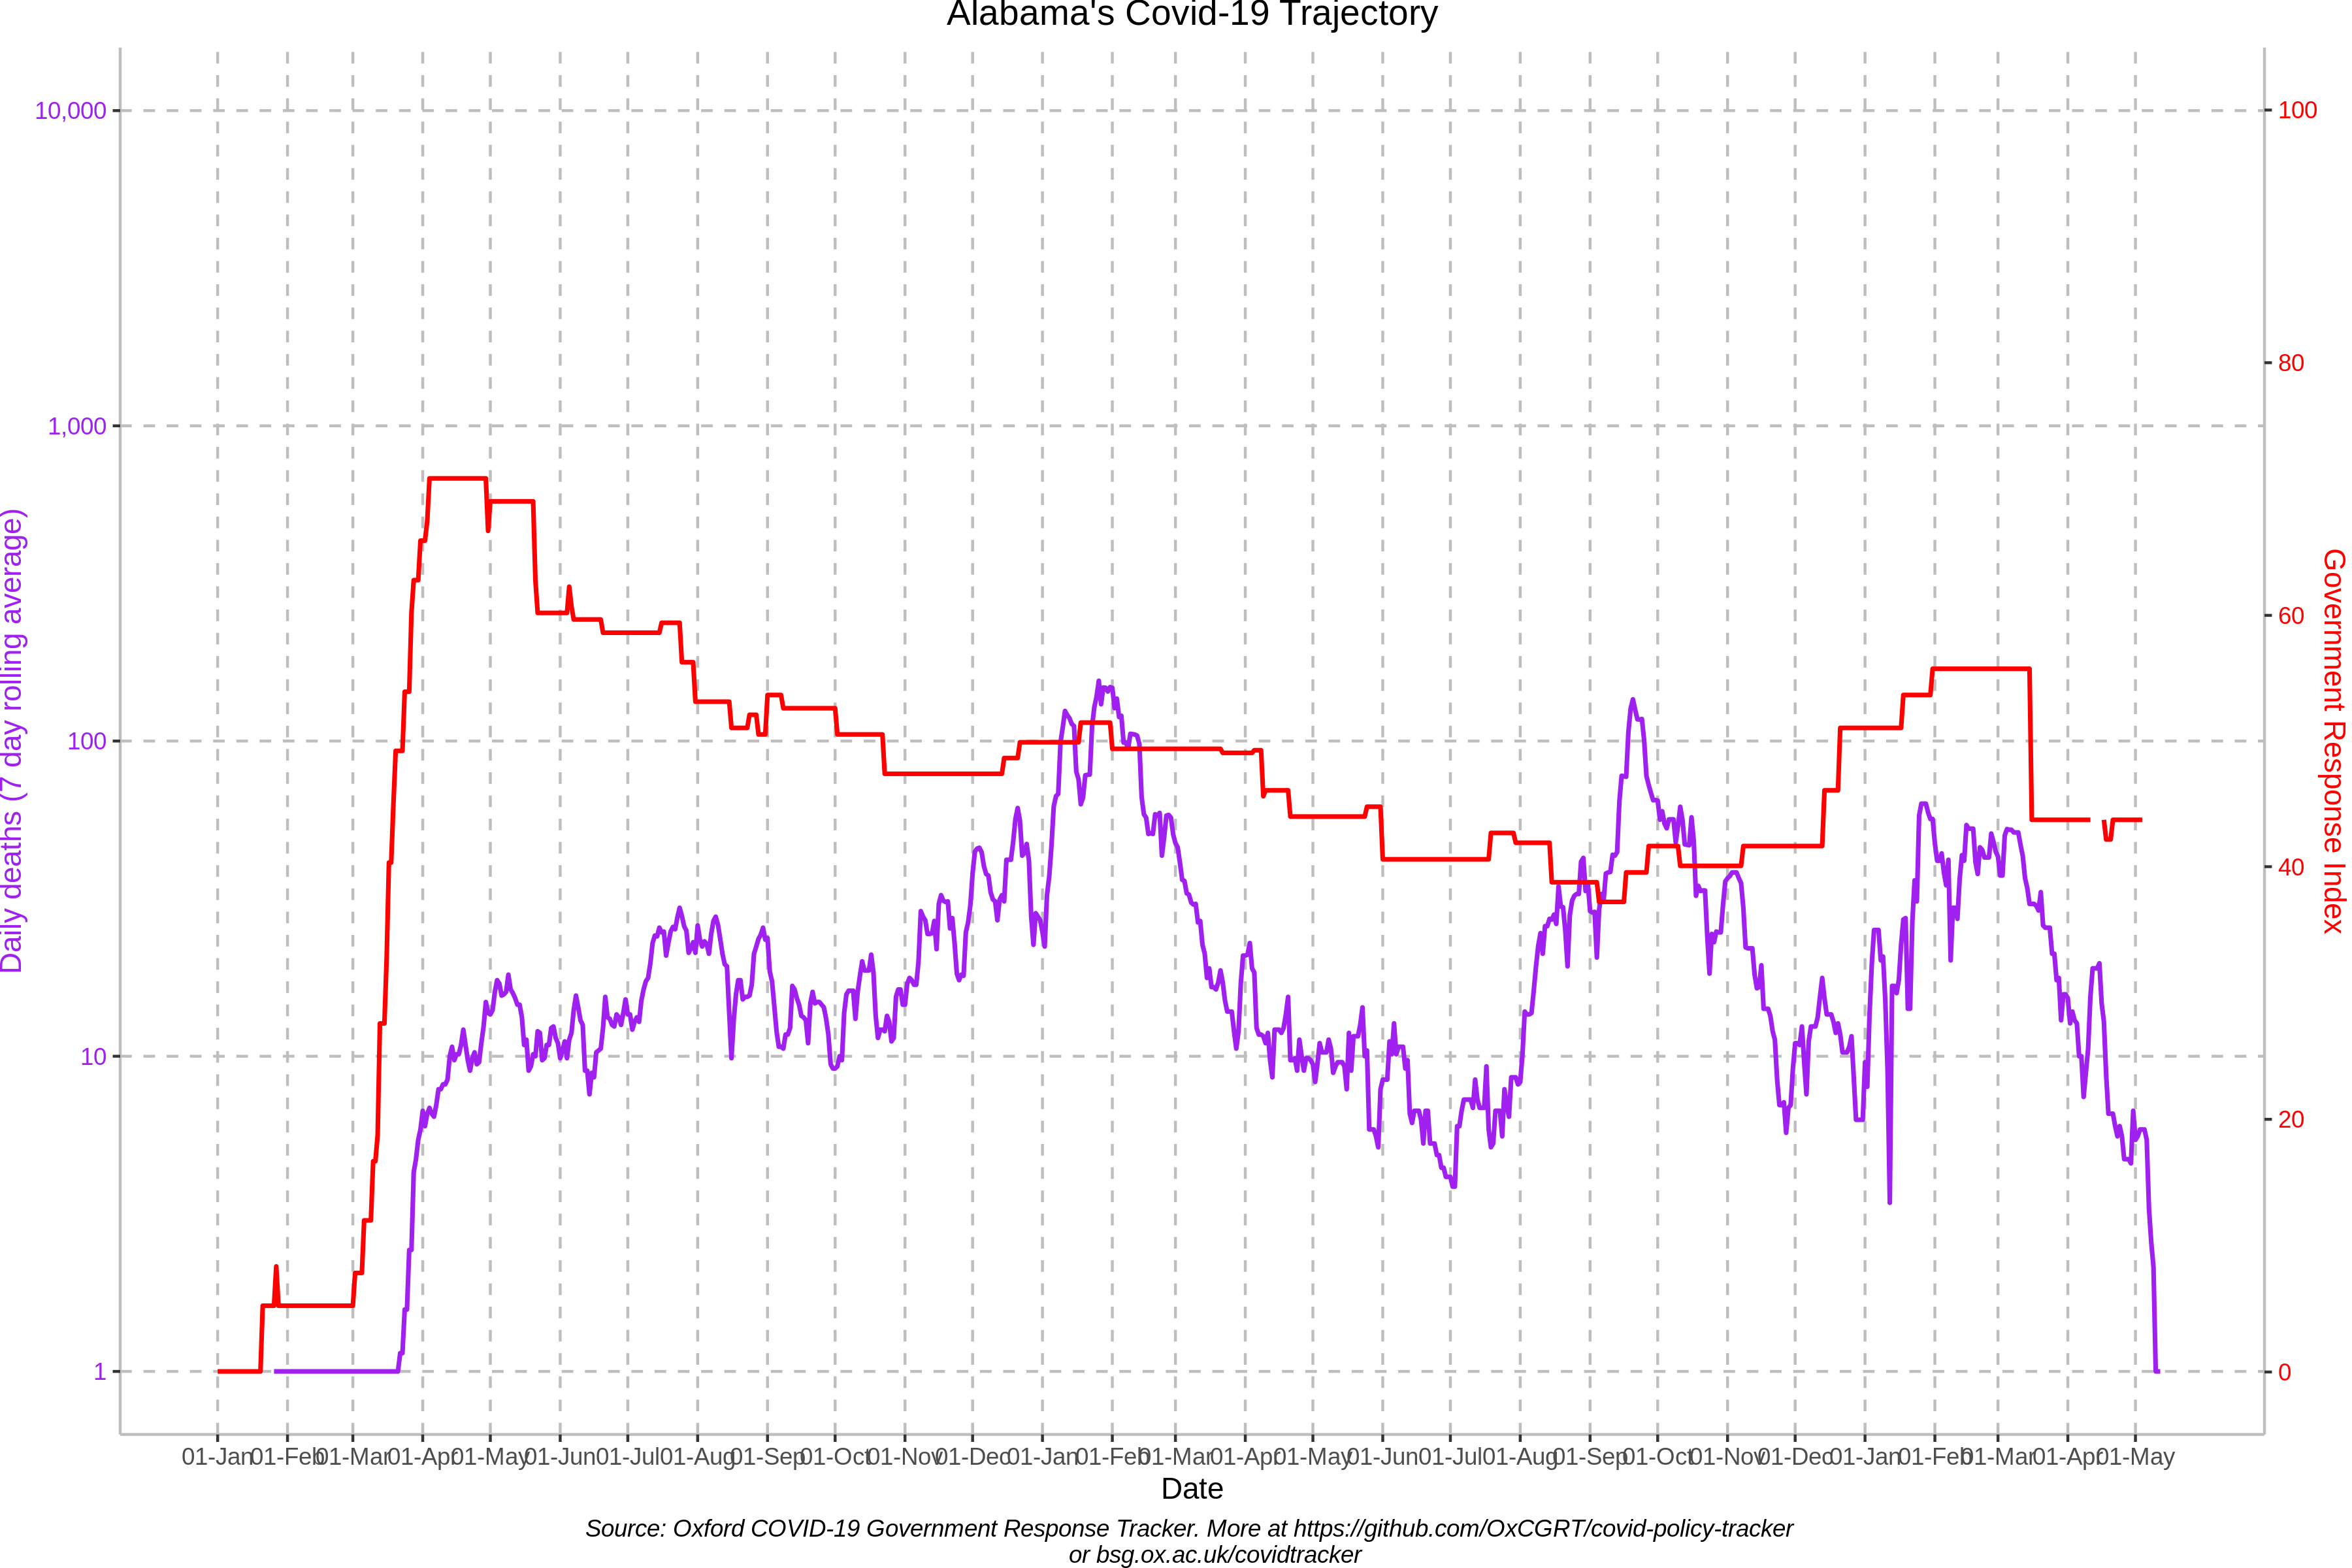 Alabama's Covid-19 Trajectory
10,000
1,000
100
10
1
Daily deaths (7 day rolling average)
100
80
60
40
20
0
Government Response Index
01-Jan 01-Feb 01-Mar 01-Apr 01-May 01-Jun 01-Jul 01-Aug 01-Sep 01-Oct 01-Nov 01-Dec 01-Jan 01-Feb 01-Mar 01-Apr 01-May 01-Jun 01-Jul 01-Aug 01-Sep 01-Oct 01-Nov 01-Dec 01-Jan 01-Feb 01-Mar 01-Apr 01-May
Date
Source: Oxford COVID-19 Government Response Tracker. More at https://github.com/OxCGRT/covid-policy-tracker
or bsg.ox.ac.uk/covidtracker